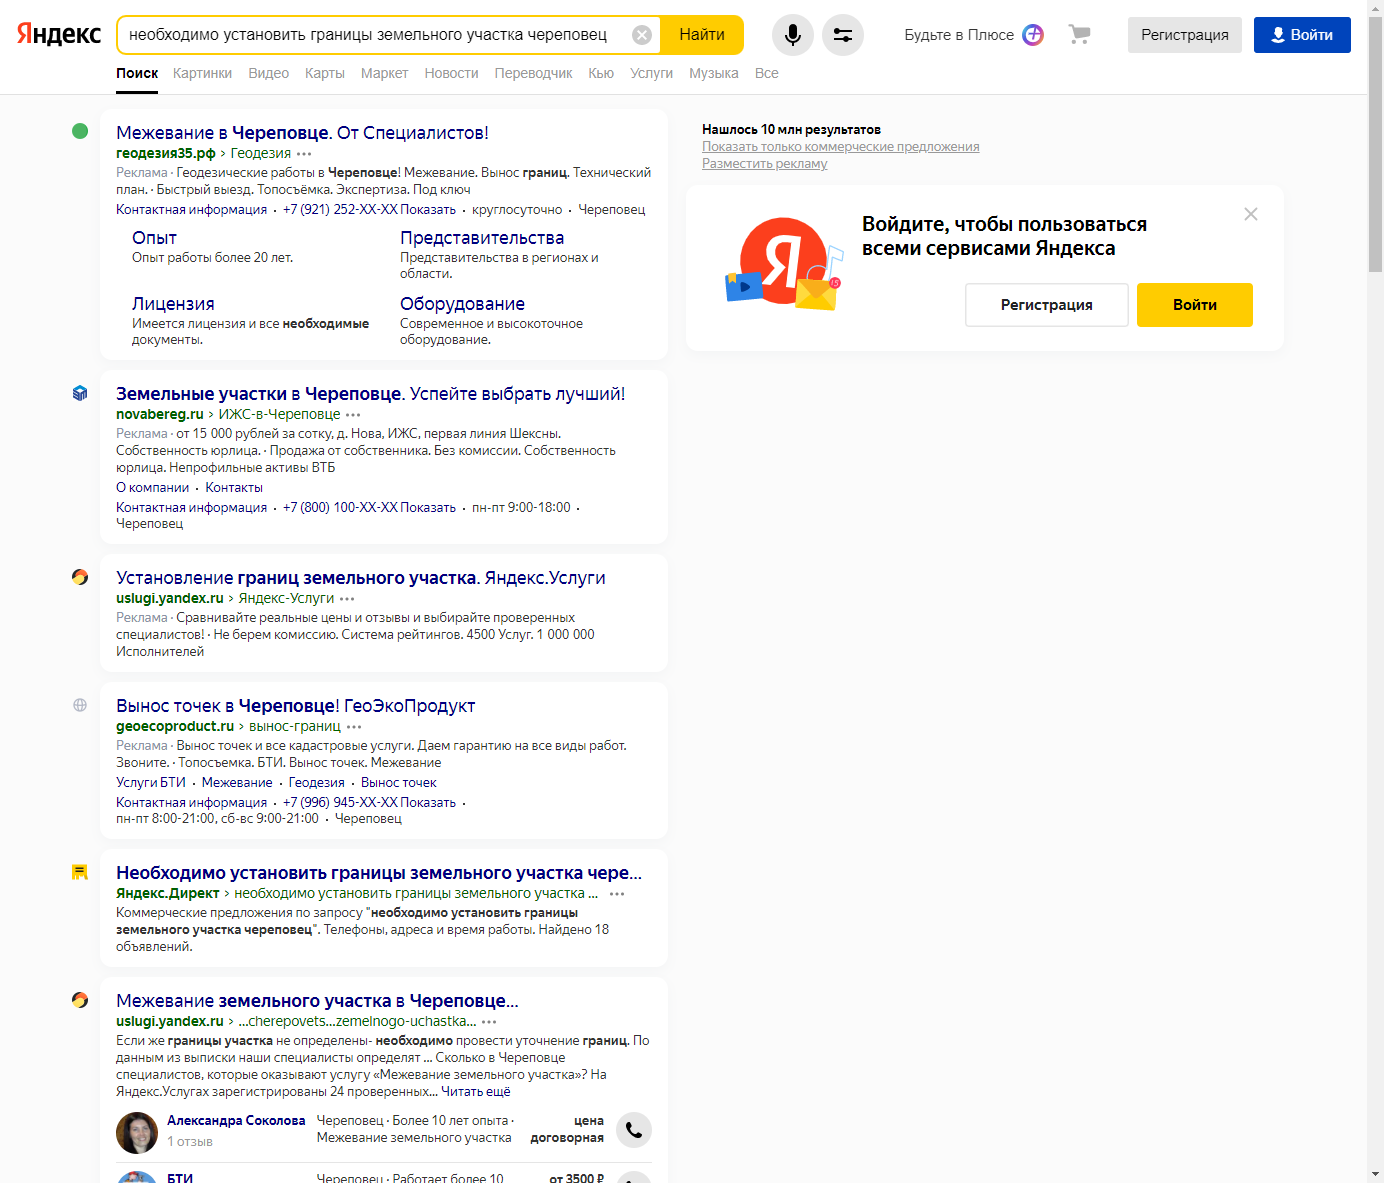 Яндекс
необходимо установить границы земельного участка череповец
Найти
Будьте в Плюсе
Регистрация
Войти
Поиск Картинки Видео Карты Маркет Новости Переводчик Кью Услуги Музыка Все
Межевание в Череповце. От Специалистов!
геодезия35.рф › Геодезия
Реклама · Геодезические работы в Череповце! Межевание. Вынос границ. Технический
план. · Быстрый выезд. Топосъёмка. Экспертиза. Под ключ
Контактная информация · +7 (921) 252-XX-XX Показать · круглосуточно · Череповец
Опыт
Опыт работы более 20 лет.
Представительства
Представительства в регионах и
области.
Лицензия
Имеется лицензия и все необходимые
документы.
Оборудование
Современное и высокоточное
оборудование.
Земельные участки в Череповце. Успейте выбрать лучший!
novabereg.ru › ИЖС-в-Череповце
Реклама · от 15 000 рублей за сотку, д. Нова, ИЖС, первая линия Шексны.
Собственность юрлица. · Продажа от собственника. Без комиссии. Собственность
юрлица. Непрофильные активы ВТБ
О компании · Контакты
Контактная информация · +7 (800) 100-XX-XX Показать · пн-пт 9:00-18:00 ·
Череповец
Установление границ земельного участка. Яндекс.Услуги
uslugi.yandex.ru › Яндекс-Услуги
Реклама · Сравнивайте реальные цены и отзывы и выбирайте проверенных
специалистов! · Не берем комиссию. Система рейтингов. 4500 Услуг. 1 000 000
Исполнителей
Вынос точек в Череповце! ГеоЭкоПродукт
geoecoproduct.ru › вынос-границ
Реклама · Вынос точек и все кадастровые услуги. Даем гарантию на все виды работ.
Звоните. · Топосъемка. БТИ. Вынос точек. Межевание
Услуги БТИ · Межевание · Геодезия · Вынос точек
Контактная информация · +7 (996) 945-XX-XX Показать ·
пн-пт 8:00-21:00, сб-вс 9:00-21:00 · Череповец
Необходимо установить границы земельного участка чере...
Яндекс.Директ › необходимо установить границы земельного участка ...
Коммерческие предложения по запросу "необходимо установить границы
земельного участка череповец". Телефоны, адреса и время работы. Найдено 18
объявлений.
Межевание земельного участка в Череповце...
uslugi.yandex.ru › ...cherepovets...zemelnogo-uchastka...
Если же границы участка не определены- необходимо провести уточнение границ. По
данным из выписки наши специалисты определят ... Сколько в Череповце
специалистов, которые оказывают услугу «Межевание земельного участка»? На
Яндекс.Услугах зарегистрированы 24 проверенных... Читать ещё
Александра Соколова
1 отзыв
Череповец · Более 10 лет опыта ·
Межевание земельного участка
цена
договорная
БТИ
Череповец · Работает более 10
от 3500 ₽
Нашлось 10 млн результатов
Показать только коммерческие предложения
Разместить рекламу
Я
15
Войдите, чтобы пользоваться
всеми сервисами Яндекса
Регистрация
Войти